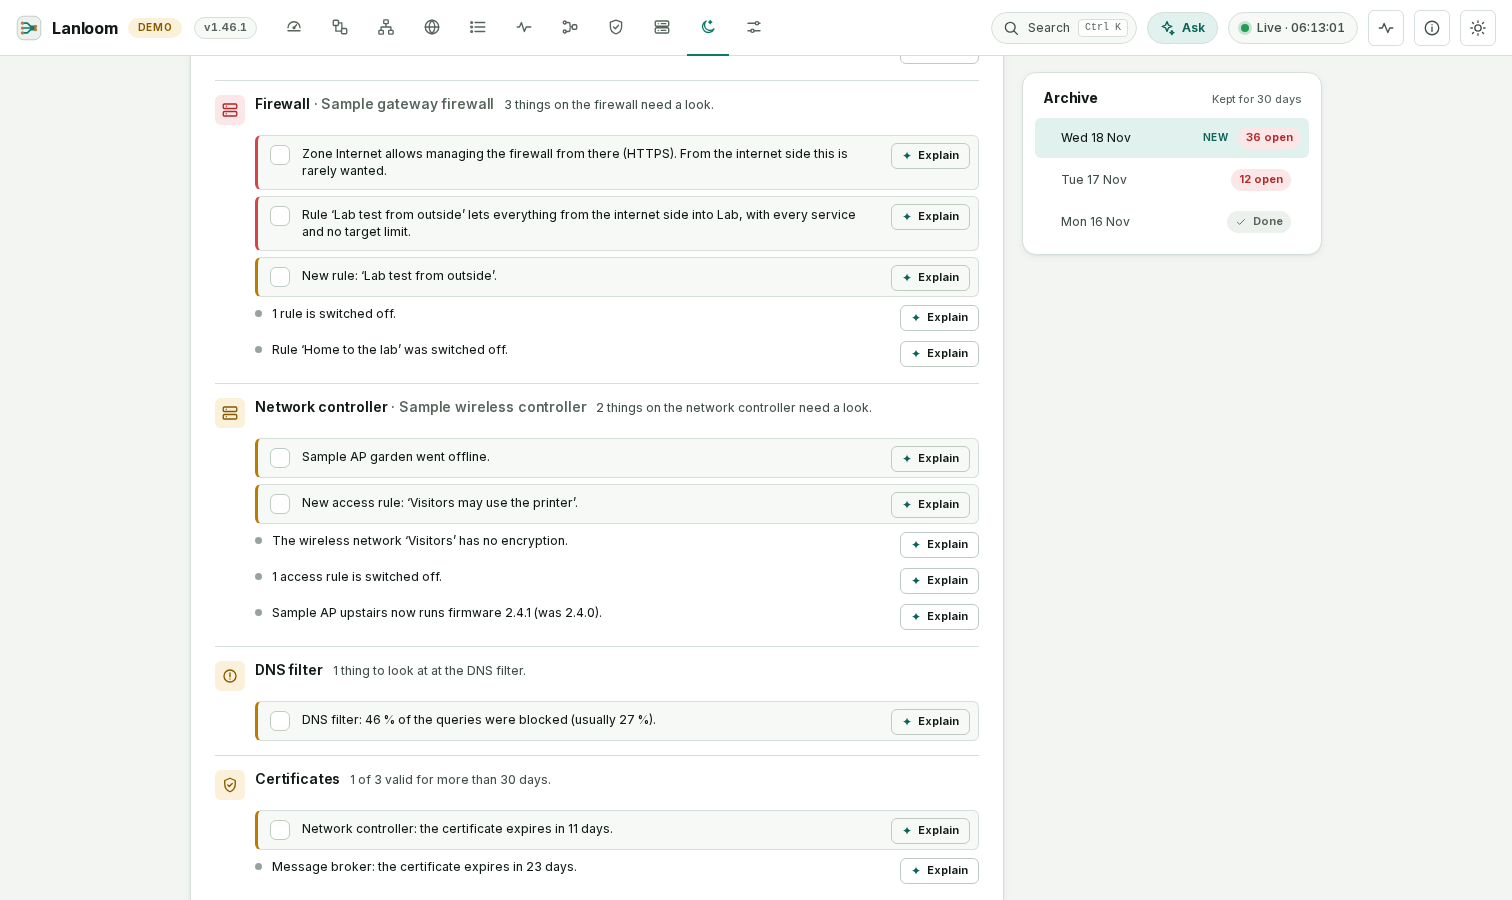 Lanloom DEMO v1.46.1 Search Ctrl K Ask Live · 06:13:01
Firewall · Sample gateway firewall 3 things on the firewall need a look.
Zone Internet allows managing the firewall from there (HTTPS). From the internet side this is
rarely wanted.
Explain
Rule ‘Lab test from outside’ lets everything from the internet side into Lab, with every service
and no target limit.
Explain
New rule: ‘Lab test from outside’. Explain
1 rule is switched off. Explain
Rule ‘Home to the lab’ was switched off. Explain
Network controller · Sample wireless controller 2 things on the network controller need a look.
Sample AP garden went offline. Explain
New access rule: ‘Visitors may use the printer’. Explain
The wireless network ‘Visitors’ has no encryption. Explain
1 access rule is switched off. Explain
Sample AP upstairs now runs firmware 2.4.1 (was 2.4.0). Explain
DNS filter 1 thing to look at at the DNS filter.
DNS filter: 46 % of the queries were blocked (usually 27 %). Explain
Certificates 1 of 3 valid for more than 30 days.
Network controller: the certificate expires in 11 days. Explain
Message broker: the certificate expires in 23 days. Explain
Archive Kept for 30 days
Wed 18 Nov NEW 36 open
Tue 17 Nov 12 open
Mon 16 Nov Done